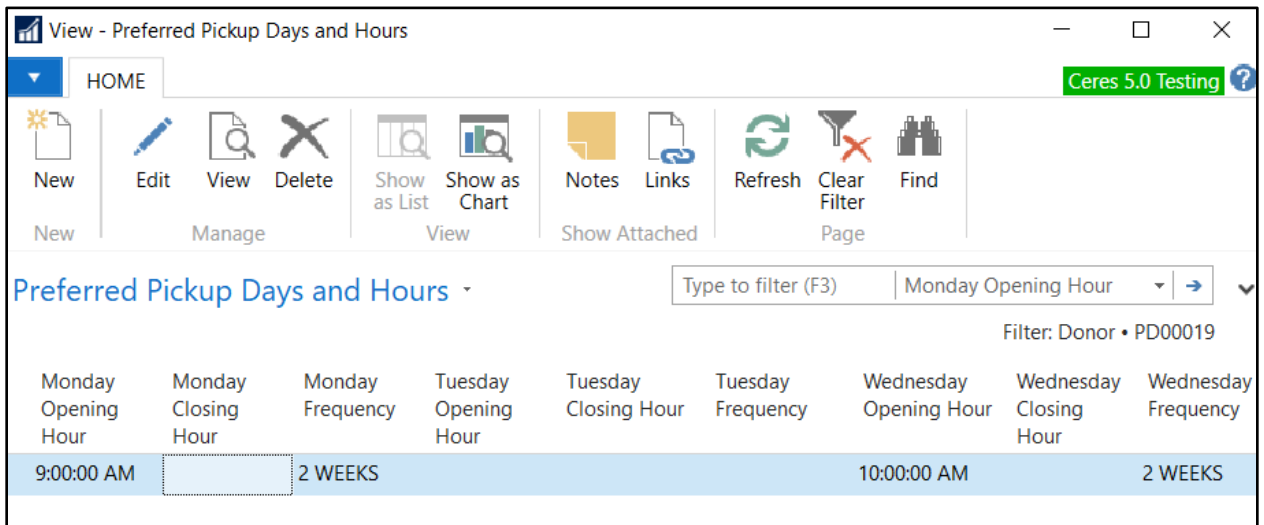 View - Preferred Pickup Days and Hours
HOME
Ceres 5.0 Testing
New Edit View Delete Show as List Show as Chart Notes Links Refresh Clear Filter Find
New Manage View Show Attached Page
Preferred Pickup Days and Hours
Type to filter (F3) Monday Opening Hour
Filter: Donor • PD00019
Monday Monday Monday Tuesday Tuesday Tuesday Wednesday Wednesday Wednesday
Opening Closing Frequency Opening Closing Hour Frequency Opening Hour Closing Frequency
Hour Hour Hour Hour
9:00:00 AM 2 WEEKS 10:00:00 AM 2 WEEKS